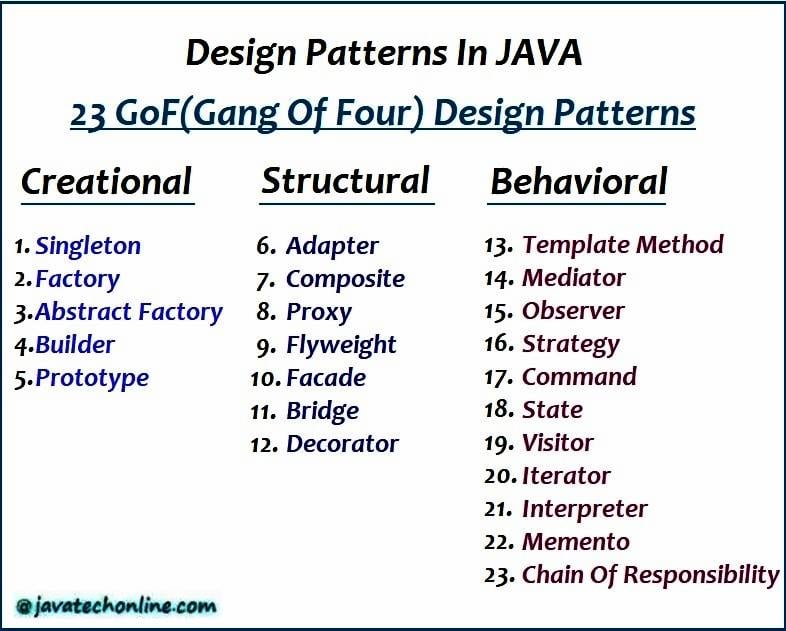 Design Patterns In JAVA
23 GoF(Gang Of Four) Design Patterns
Creational
1. Singleton
2. Factory
3. Abstract Factory
4. Builder
5. Prototype
Structural
6. Adapter
7. Composite
8. Proxy
9. Flyweight
10. Facade
11. Bridge
12. Decorator
Behavioral
13. Template Method
14. Mediator
15. Observer
16. Strategy
17. Command
18. State
19. Visitor
20. Iterator
21. Interpreter
22. Memento
23. Chain Of Responsibility
@javatechonline.com